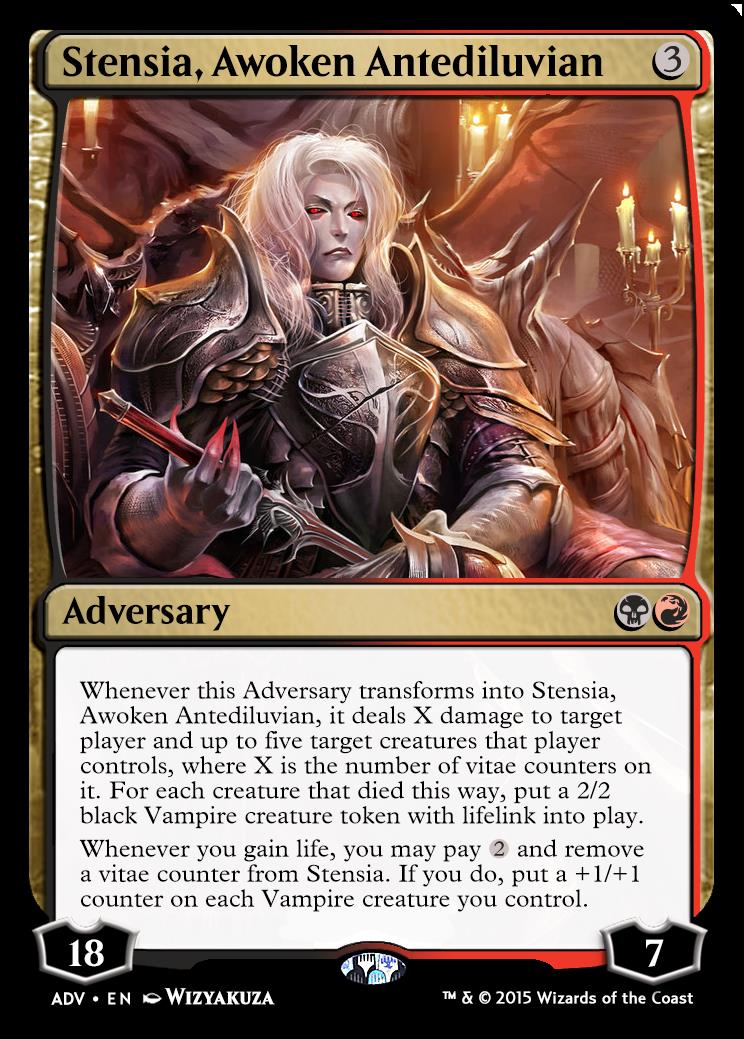 Stensia, Awoken Antediluvian 3
Adversary
Whenever this Adversary transforms into Stensia,
Awoken Antediluvian, it deals X damage to target
player and up to five target creatures that player
controls, where X is the number of vitae counters on
it. For each creature that died this way, put a 2/2
black Vampire creature token with lifelink into play.
Whenever you gain life, you may pay 2 and remove
a vitae counter from Stensia. If you do, put a +1/+1
counter on each Vampire creature you control.
18
7
ADV • EN WIZYAKUZA
™ & © 2015 Wizards of the Coast